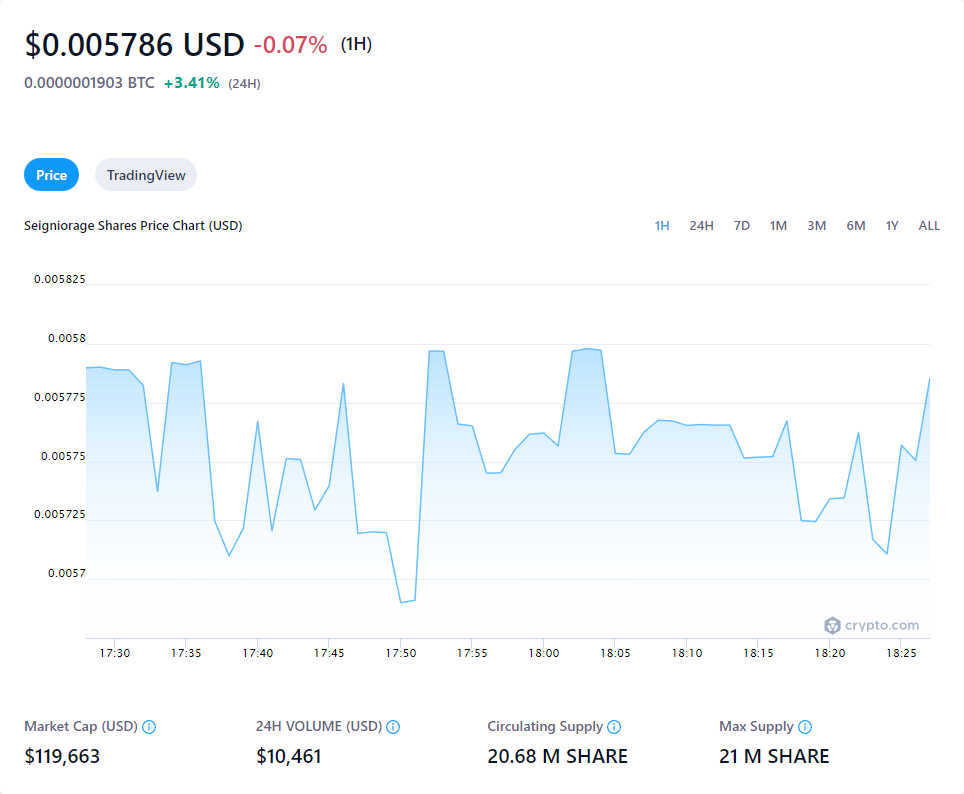 $0.005786 USD -0.07% (1H)
0.0000001903 BTC +3.41% (24H)
Price TradingView
Seigniorage Shares Price Chart (USD) 1H 24H 7D 1M 3M 6M 1Y ALL
0.005825
0.0058
0.005775
0.00575
0.005725
0.0057
crypto.com
17:30 17:35 17:40 17:45 17:50 17:55 18:00 18:05 18:10 18:15 18:20 18:25
Market Cap (USD) 24H VOLUME (USD) Circulating Supply Max Supply
$119,663 $10,461 20.68 M SHARE 21 M SHARE